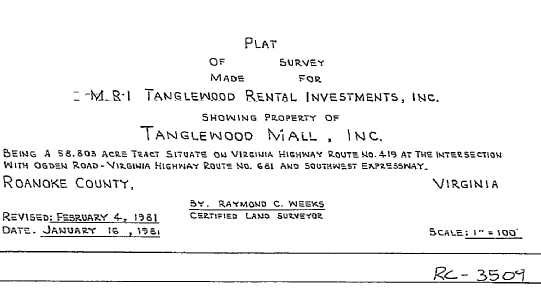 PLAT
OF SURVEY
MADE FOR
M.R.I TANGLEWOOD RENTAL INVESTMENTS, INC.
SHOWING PROPERTY OF
TANGLEWOOD MALL, INC.
BEING A 58.803 ACRE TRACT SITUATE ON VIRGINIA HIGHWAY ROUTE NO. 419 AT THE INTERSECTION
WITH OGDEN ROAD-VIRGINIA HIGHWAY ROUTE NO. 681 AND SOUTHWEST EXPRESSWAY.
ROANOKE COUNTY, VIRGINIA
BY. RAYMOND C. WEEKS
CERTIFIED LAND SURVEYOR
REVISED: FEBRUARY 4, 1981
DATE. JANUARY 16, 1981
SCALE: 1" = 100'
RC-3509